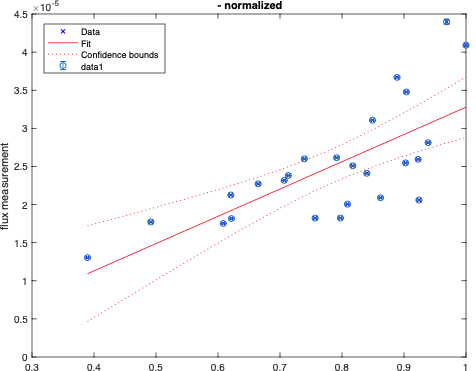 - normalized
4.5 ×10⁻⁵
4
3.5
3
2.5
2
1.5
1
0.5
0
flux measurement
Data
Fit
Confidence bounds
data1
0.3 0.4 0.5 0.6 0.7 0.8 0.9 1